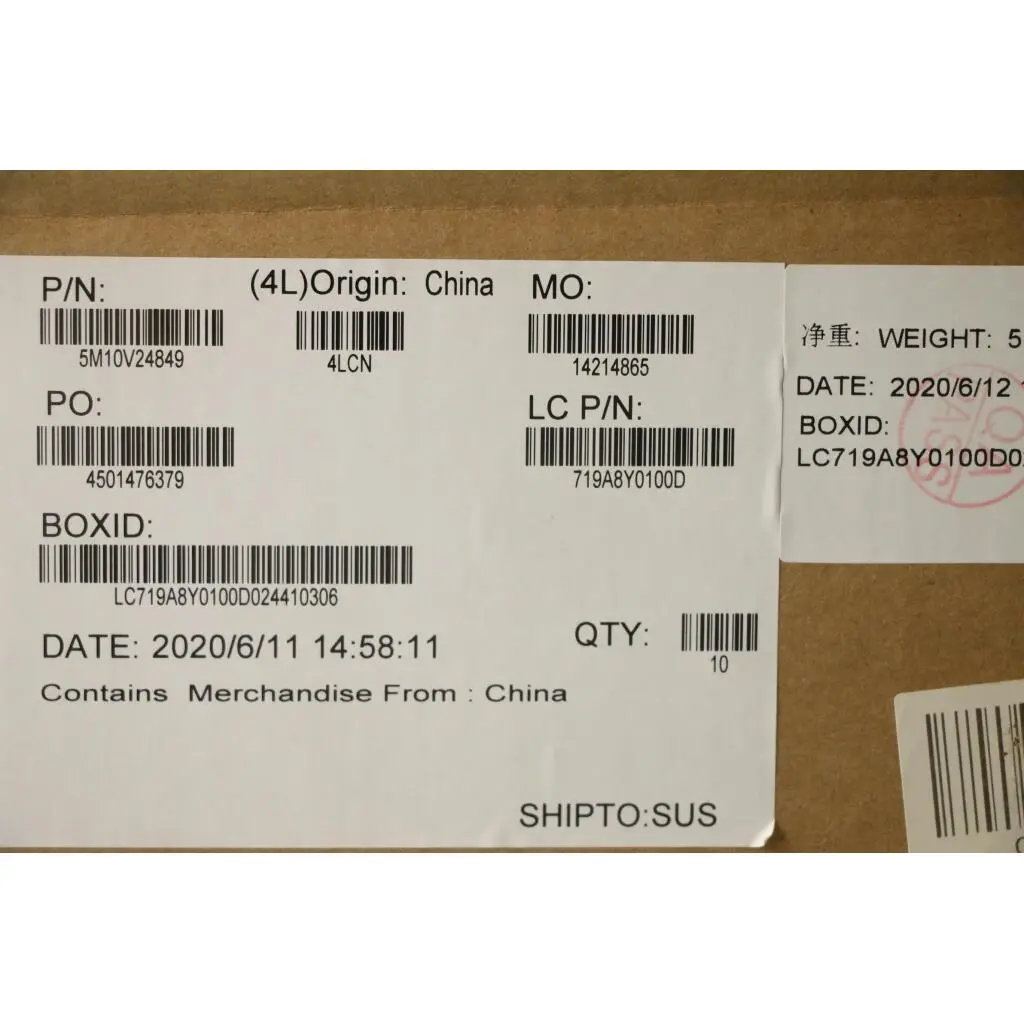 P/N: (4L)Origin: China MO:
5M10V24849 4LCN 14214865
PO: LC P/N:
4501476379 719A8Y0100D
BOXID:
LC719A8Y0100D024410306
DATE: 2020/6/11 14:58:11 QTY:
10
Contains Merchandise From : China
SHIPTO:SUS
净重: WEIGHT: 5
DATE: 2020/6/12
BOXID:
LC719A8Y0100D0
PASS